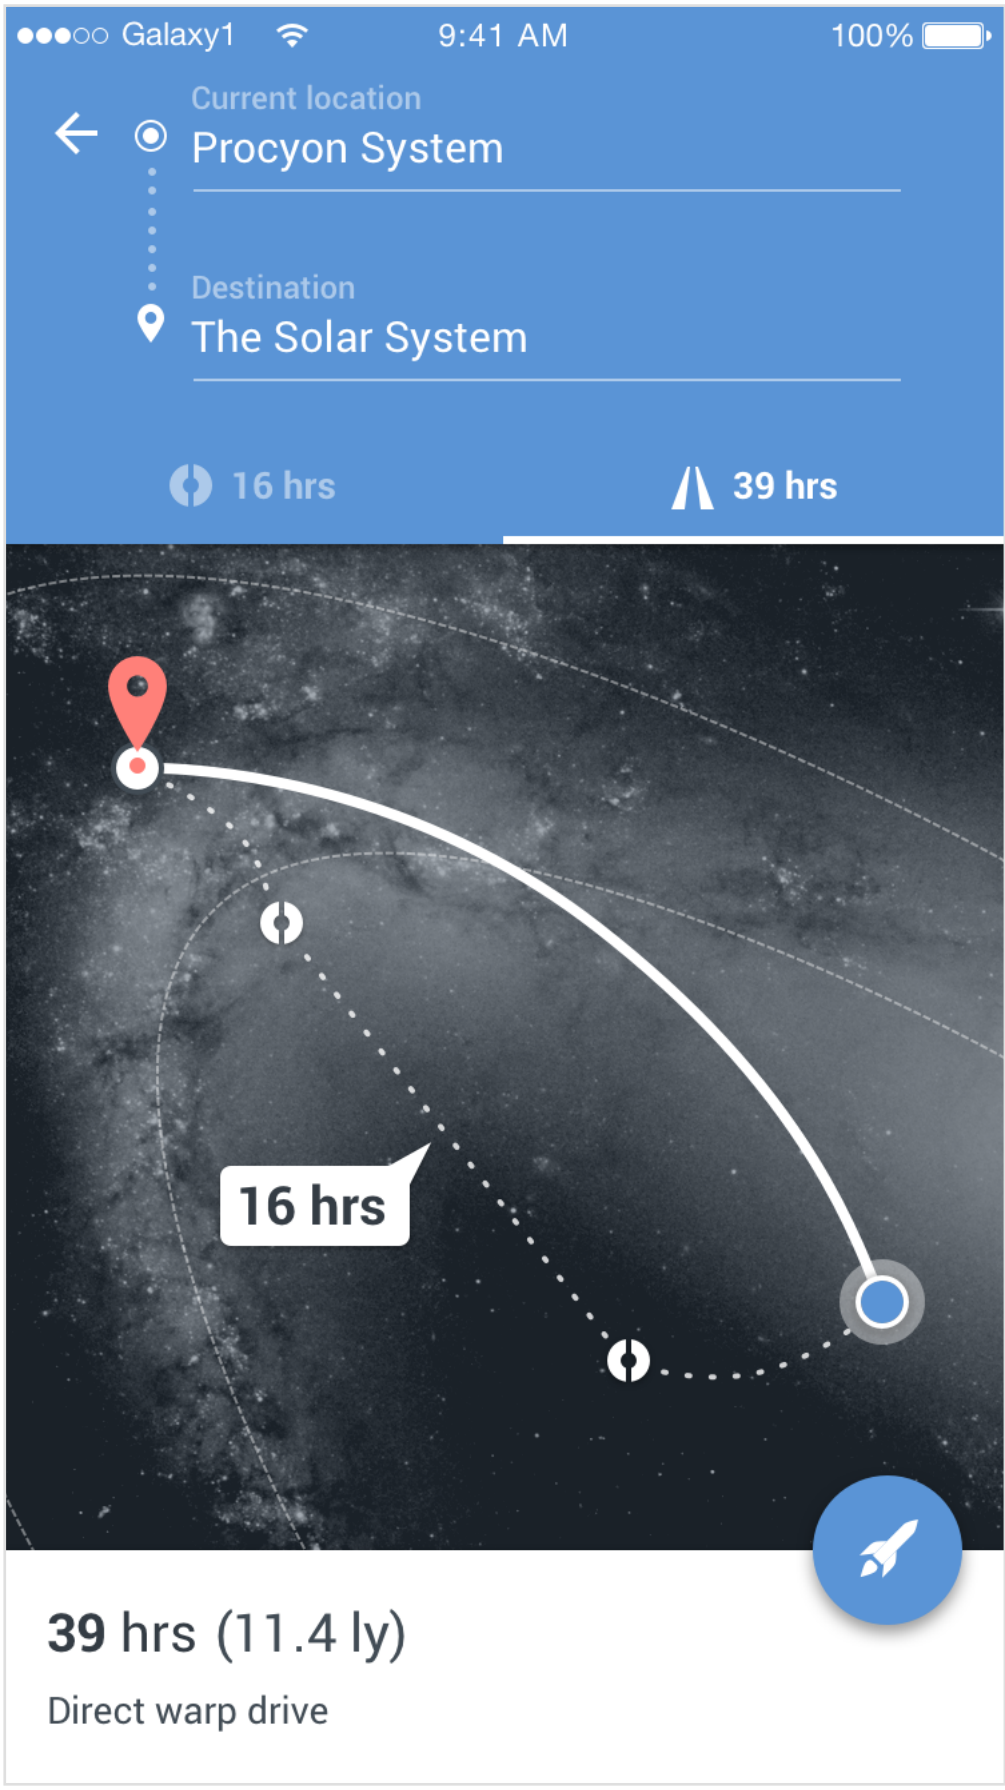 Galaxy1 9:41 AM 100%
Current location
Procyon System
Destination
The Solar System
16 hrs 39 hrs
16 hrs
39 hrs (11.4 ly)
Direct warp drive